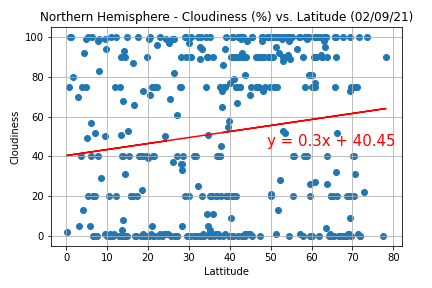 Northern Hemisphere - Cloudiness (%) vs. Latitude (02/09/21)
100
80
60
40
20
0
Cloudiness
y = 0.3x + 40.45
0 10 20 30 40 50 60 70 80
Lattitude